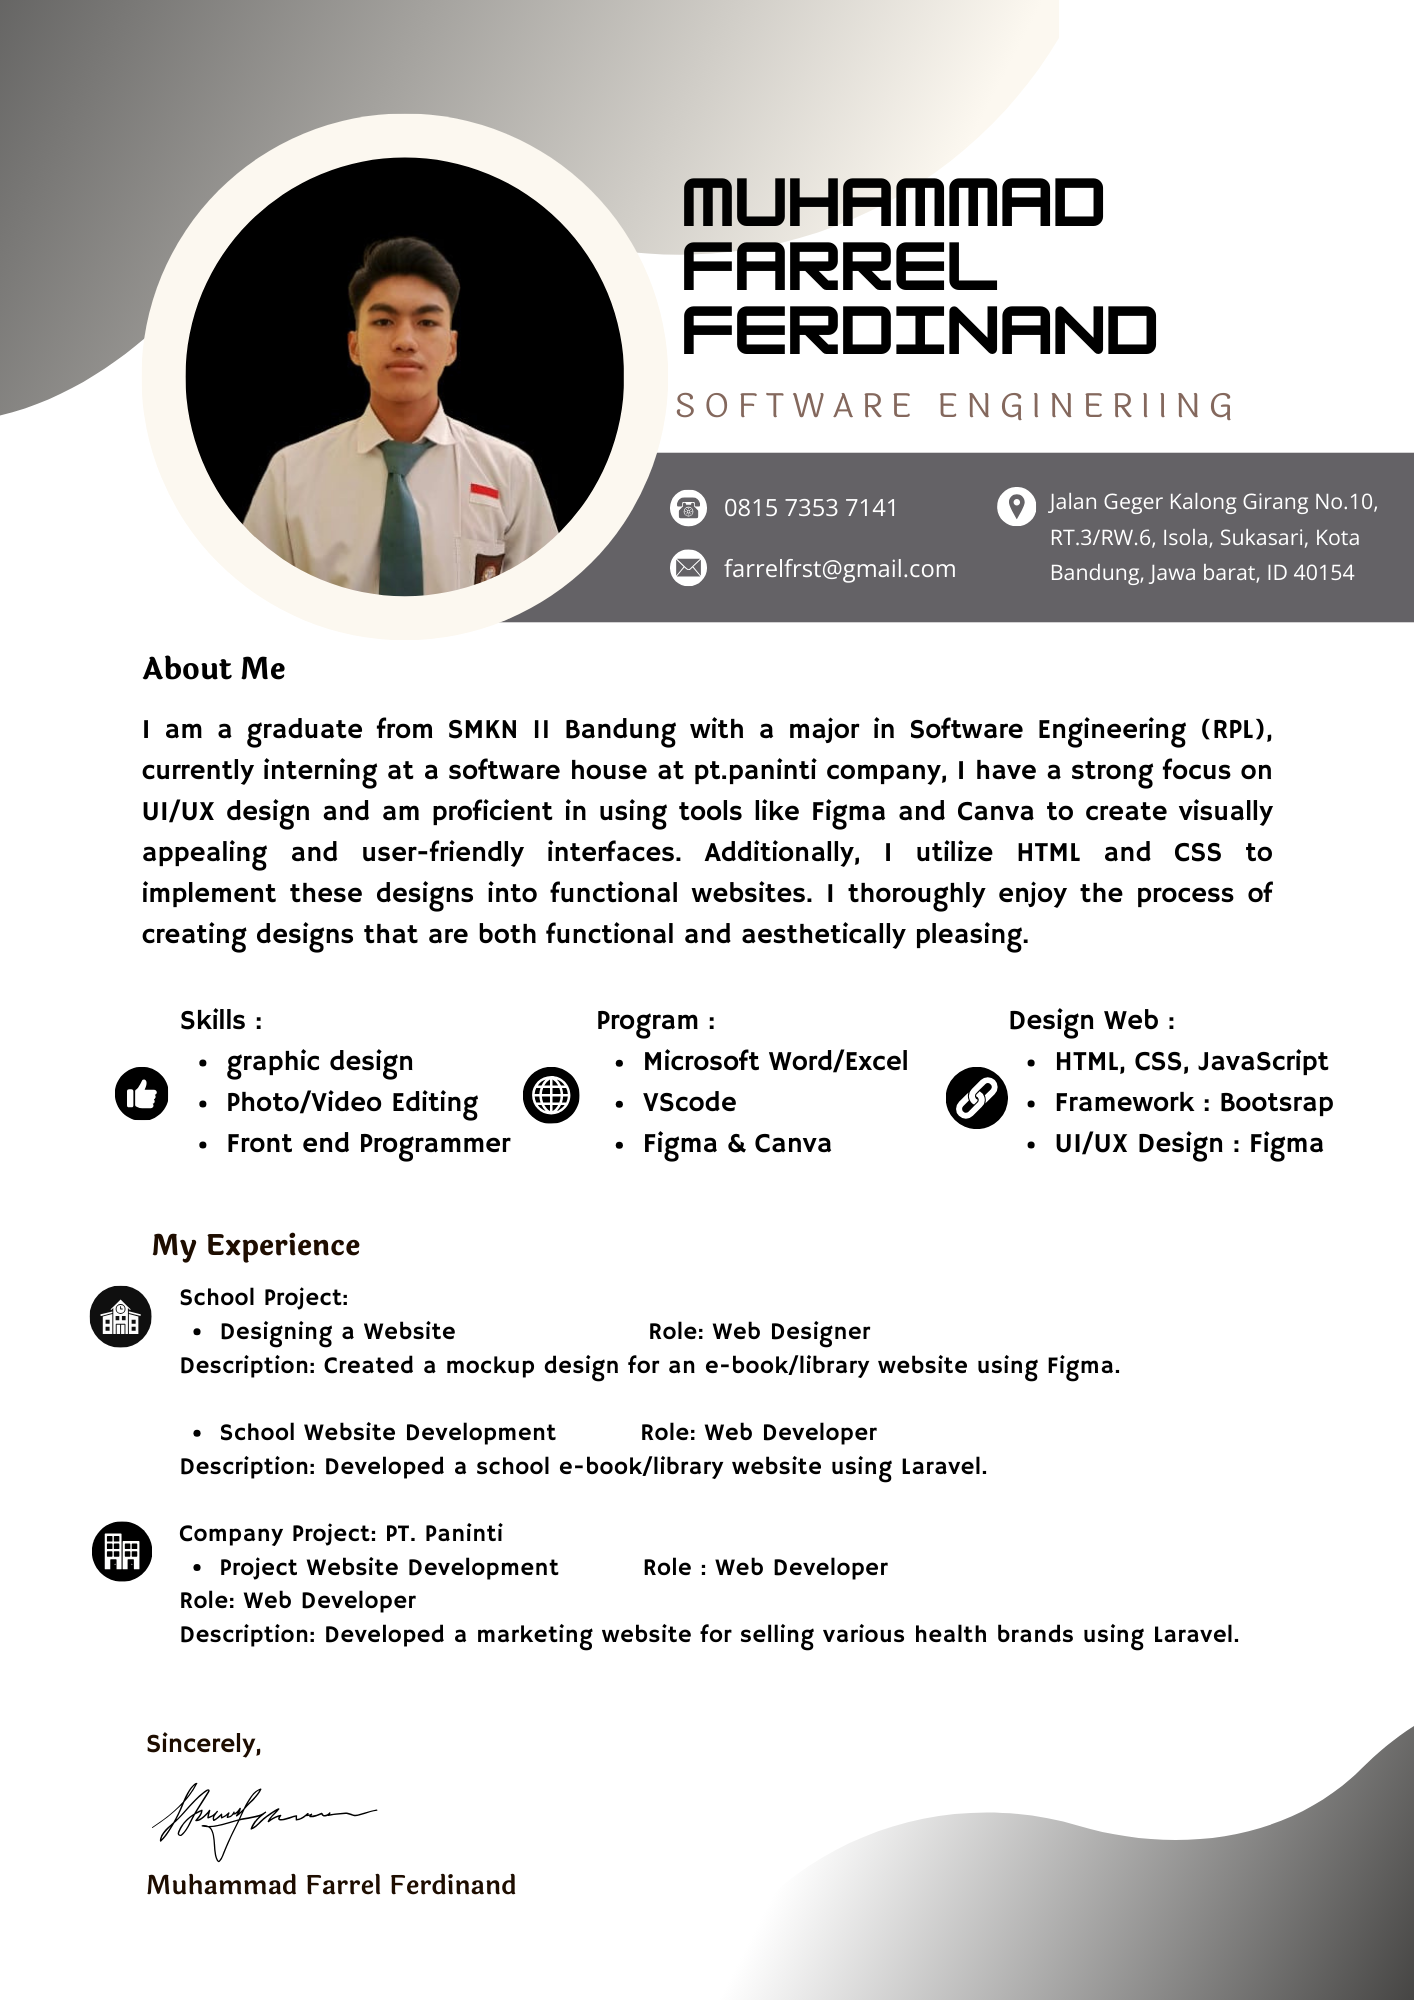 MUHAMMAD
FARREL
FERDINAND
SOFTWARE ENGINERIING
0815 7353 7141
farrelfrst@gmail.com
Jalan Geger Kalong Girang No.10,
RT.3/RW.6, Isola, Sukasari, Kota
Bandung, Jawa barat, ID 40154
About Me
I am a graduate from SMKN 11 Bandung with a major in Software Engineering (RPL),
currently interning at a software house at pt.paninti company, I have a strong focus on
UI/UX design and am proficient in using tools like Figma and Canva to create visually
appealing and user-friendly interfaces. Additionally, I utilize HTML and CSS to
implement these designs into functional websites. I thoroughly enjoy the process of
creating designs that are both functional and aesthetically pleasing.
Skills :
• graphic design
• Photo/Video Editing
• Front end Programmer
Program :
• Microsoft Word/Excel
• VScode
• Figma & Canva
Design Web :
• HTML, CSS, JavaScript
• Framework : Bootsrap
• UI/UX Design : Figma
My Experience
School Project:
• Designing a Website Role: Web Designer
Description: Created a mockup design for an e-book/library website using Figma.
• School Website Development Role: Web Developer
Description: Developed a school e-book/library website using Laravel.
Company Project: PT. Paninti
• Project Website Development Role : Web Developer
Role: Web Developer
Description: Developed a marketing website for selling various health brands using Laravel.
Sincerely,
Muhammad Farrel Ferdinand